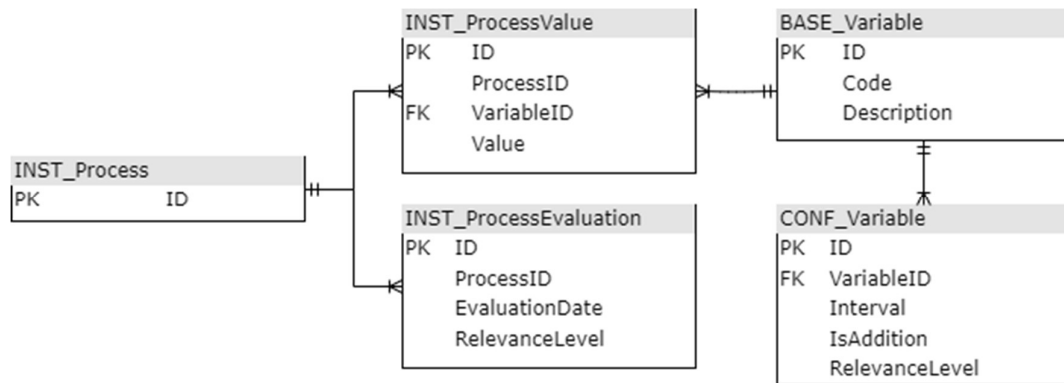 INST_ProcessValue
PK ID
ProcessID
FK VariableID
Value
BASE_Variable
PK ID
Code
Description
INST_Process
PK ID
INST_ProcessEvaluation
PK ID
ProcessID
EvaluationDate
RelevanceLevel
CONF_Variable
PK ID
FK VariableID
Interval
IsAddition
RelevanceLevel